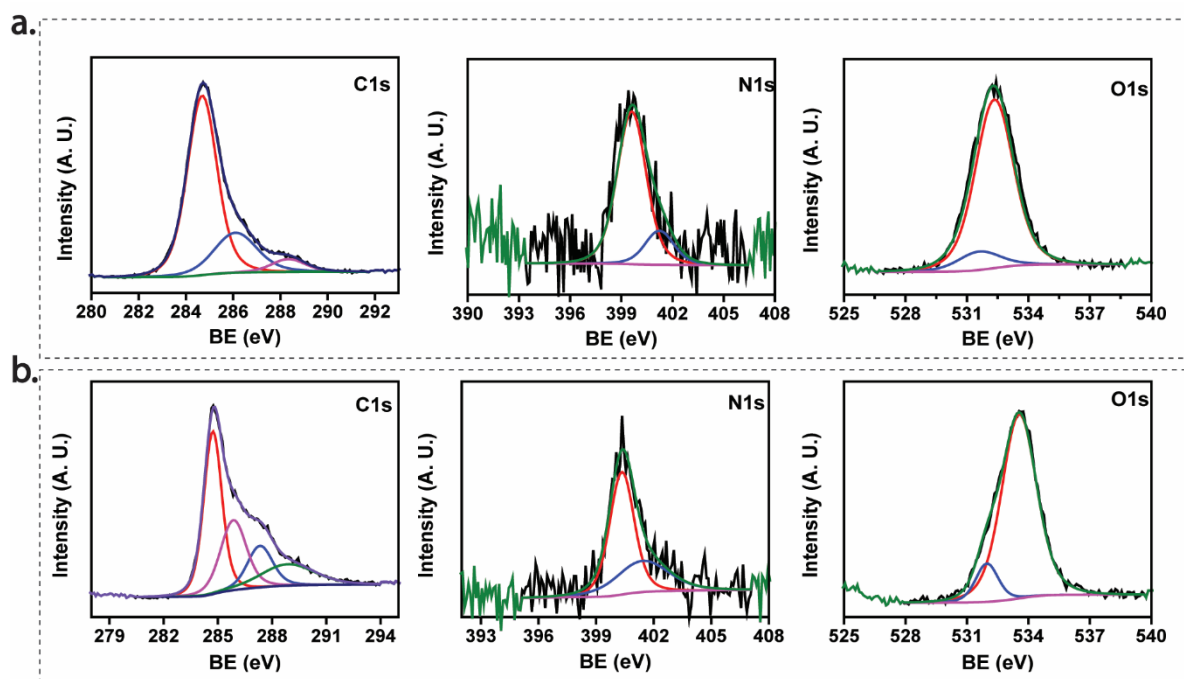 a.
C1s
Intensity (A. U.)
280 282 284 286 288 290 292
BE (eV)
N1s
Intensity (A. U.)
390 393 396 399 402 405 408
BE (eV)
O1s
Intensity (A. U.)
525 528 531 534 537 540
BE (eV)
b.
C1s
Intensity (A. U.)
279 282 285 288 291 294
BE (eV)
N1s
Intensity (A. U.)
393 396 399 402 405 408
BE (eV)
O1s
Intensity (A. U.)
525 528 531 534 537 540
BE (eV)